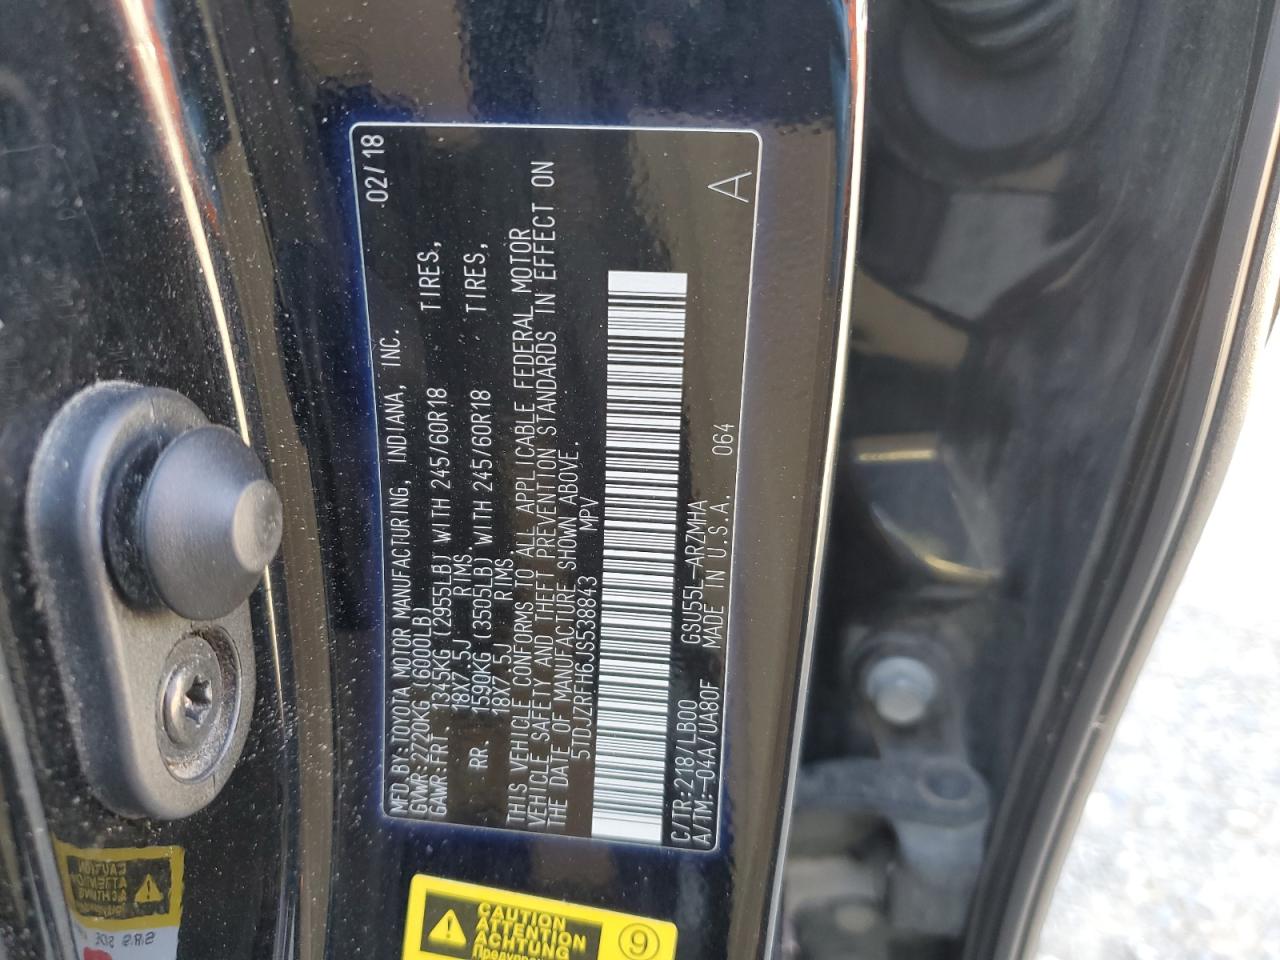 MFD.BY:TOYOTA MOTOR MANUFACTURING, INDIANA, INC. 02/18
GVWR:2720KG (6000LB)
GAWR:FRT. 1345KG (2955LB) WITH 245/60R18 TIRES,
18X7.5J RIMS.
RR. 1590KG (3505LB) WITH 245/60R18 TIRES,
18X7.5J RIMS.
THIS VEHICLE CONFORMS TO ALL APPLICABLE FEDERAL MOTOR
VEHICLE SAFETY AND THEFT PREVENTION STANDARDS IN EFFECT ON
THE DATE OF MANUFACTURE SHOWN ABOVE.
5TDJZRFH6JS538843 MPV
C/TR:218/LB00 GSU55L-ARZMHA
A/TM:-04A/UA80F MADE IN U.S.A. 064 A
CAUTION
ATTENTION
ACHTUNG
9